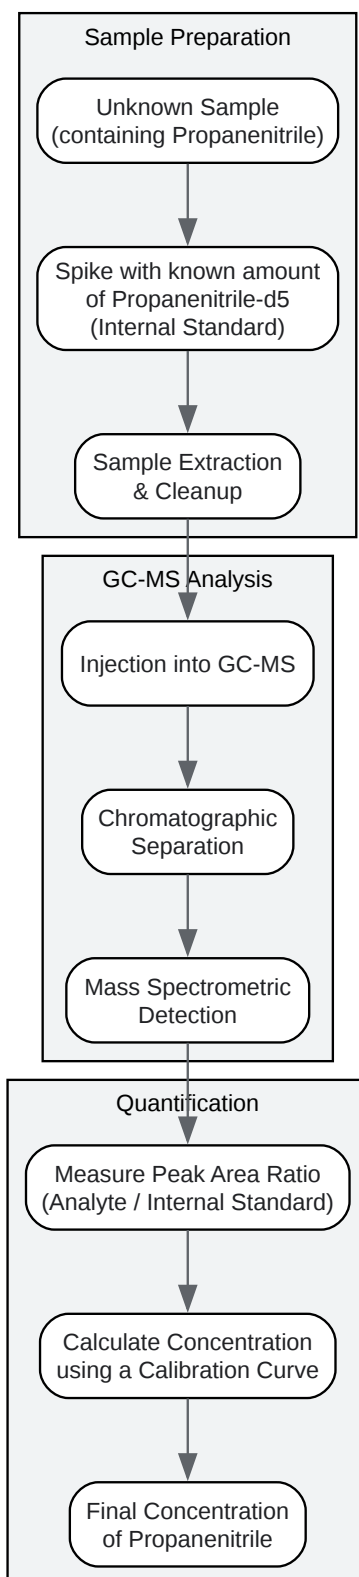 Sample Preparation
Unknown Sample
(containing Propanenitrile)
Spike with known amount
of Propanenitrile-d5
(Internal Standard)
Sample Extraction
& Cleanup
GC-MS Analysis
Injection into GC-MS
Chromatographic
Separation
Mass Spectrometric
Detection
Quantification
Measure Peak Area Ratio
(Analyte / Internal Standard)
Calculate Concentration
using a Calibration Curve
Final Concentration
of Propanenitrile